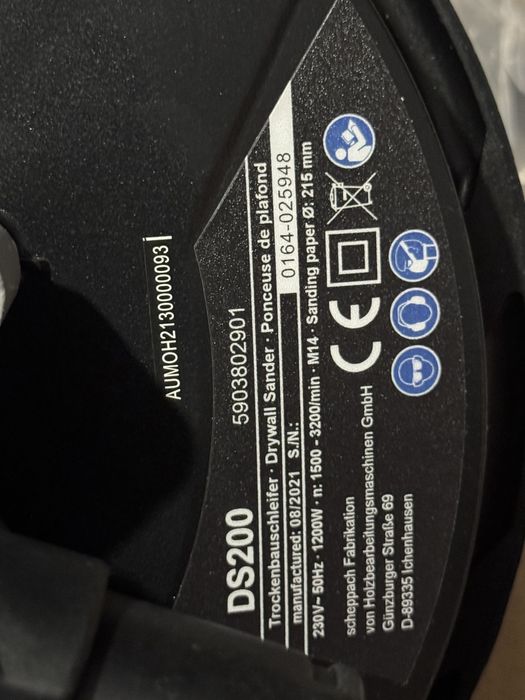 AUMOH2130000093
DS200 5903802901
Trockenbauschleifer · Drywall Sander · Ponceuse de plafond
manufactured: 08/2021 S./N.: 0164-025948
230V~ 50Hz · 1200W · n: 1500 - 3200/min · M14 · Sanding paper Ø: 215 mm
scheppach Fabrikation
von Holzbearbeitungsmaschinen GmbH
Günzburger Straße 69
D-89335 Ichenhausen
CE